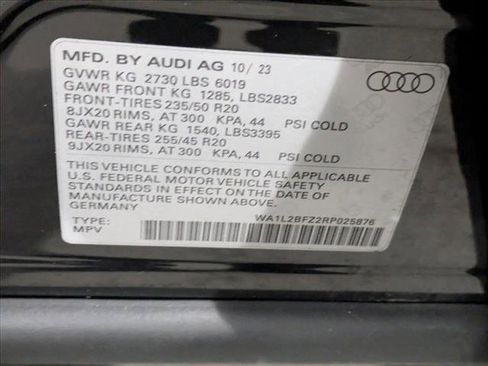 MFD. BY AUDI AG 10/23
GVWR KG 2730 LBS 6019
GAWR FRONT KG 1285, LBS2833
FRONT-TIRES 235/50 R20
8JX20 RIMS, AT 300 KPA, 44 PSI COLD
GAWR REAR KG 1540, LBS3395
REAR-TIRES 255/45 R20
9JX20 RIMS, AT 300 KPA, 44 PSI COLD
THIS VEHICLE CONFORMS TO ALL APPLICABLE
U.S. FEDERAL MOTOR VEHICLE SAFETY
STANDARDS IN EFFECT ON THE DATE OF
MANUFACTURE SHOWN ABOVE.
GERMANY
WA1L2BFZ2RP025876
TYPE:
MPV